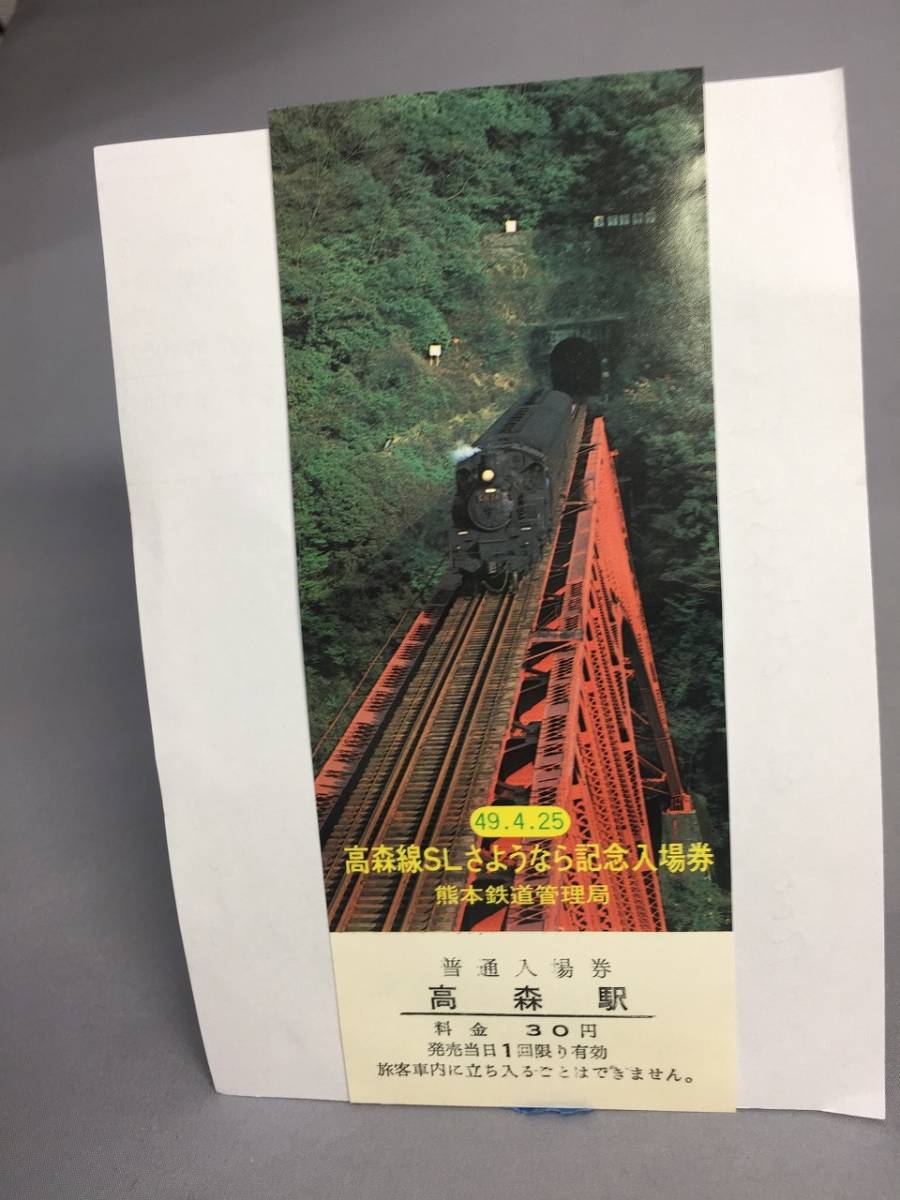 49.4.25
高森線SLさようなら記念入場券
熊本鉄道管理局
普通入場券
高森駅
料金 30円
発売当日1回限り有効
旅客車内に立ち入ることはできません。